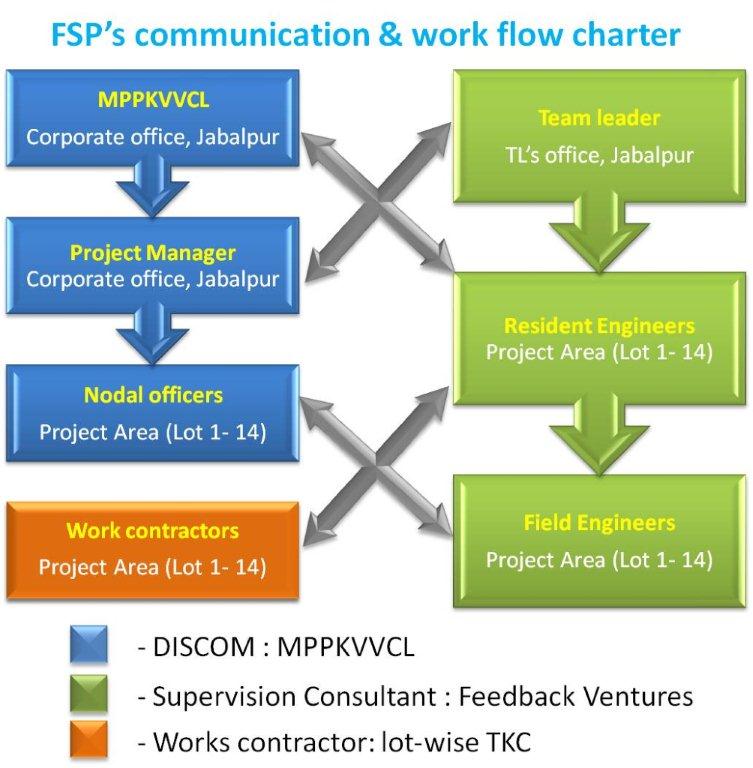 FSP’s communication & work flow charter
MPPKVVCL
Corporate office, Jabalpur
Team leader
TL’s office, Jabalpur
Project Manager
Corporate office, Jabalpur
Resident Engineers
Project Area (Lot 1- 14)
Nodal officers
Project Area (Lot 1- 14)
Work contractors
Project Area (Lot 1- 14)
Field Engineers
Project Area (Lot 1- 14)
- DISCOM : MPPKVVCL
- Supervision Consultant : Feedback Ventures
- Works contractor: lot-wise TKC